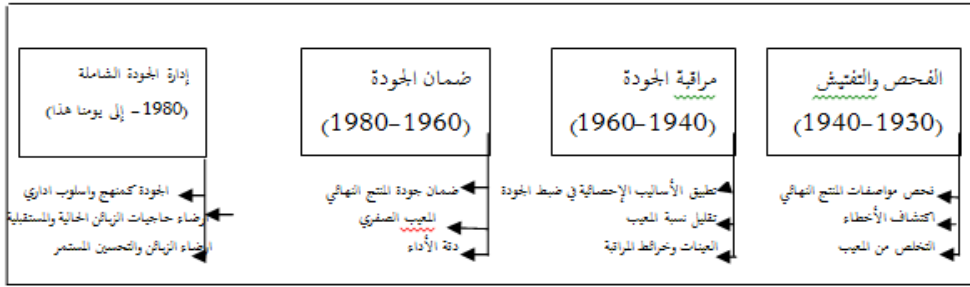 الفحص والتفتيش
(1940-1930)
نحص مواصفات المنتج النهائي
اكتشاف الأخطاء
التخلص من المعيب
مراقبة الجودة
(1960-1940)
تطبيق الأساليب الإحصائية في ضبط الجودة
تقليل نسبة المعيب
العينات وخرائط المراقبة
ضمان الجودة
(1980-1960)
ضمان جودة المنتج النهائي
المعيب الصفري
دقة الأداء
إدارة الجودة الشاملة
(1980- إلى يومنا هذا)
الجودة كمنهج واسلوب اداري
ارضاء حاجيات الزبائن الحالية والمستقبلية
ارضاء الزبائن والتحسين المستمر